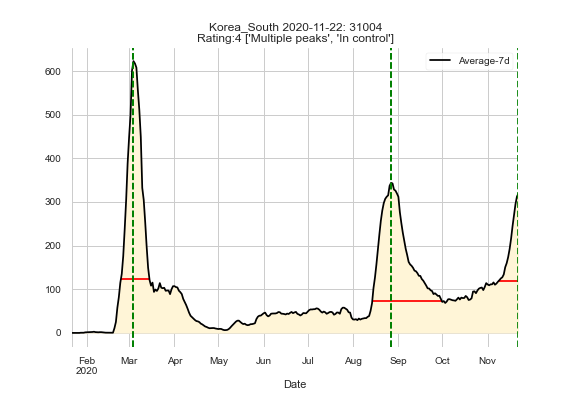 Korea_South 2020-11-22: 31004
Rating:4 ['Multiple peaks', 'In control']
Average-7d
600
500
400
300
200
100
0
Feb Mar Apr May Jun Jul Aug Sep Oct Nov
2020
Date